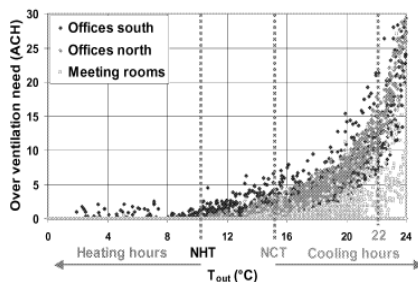 Over ventilation need (ACH)
30
25
20
15
10
5
0
Offices south
Offices north
Meeting rooms
22
0 4 8 12 16 20 24
Heating hours NHT NCT Cooling hours
Tout (°C)